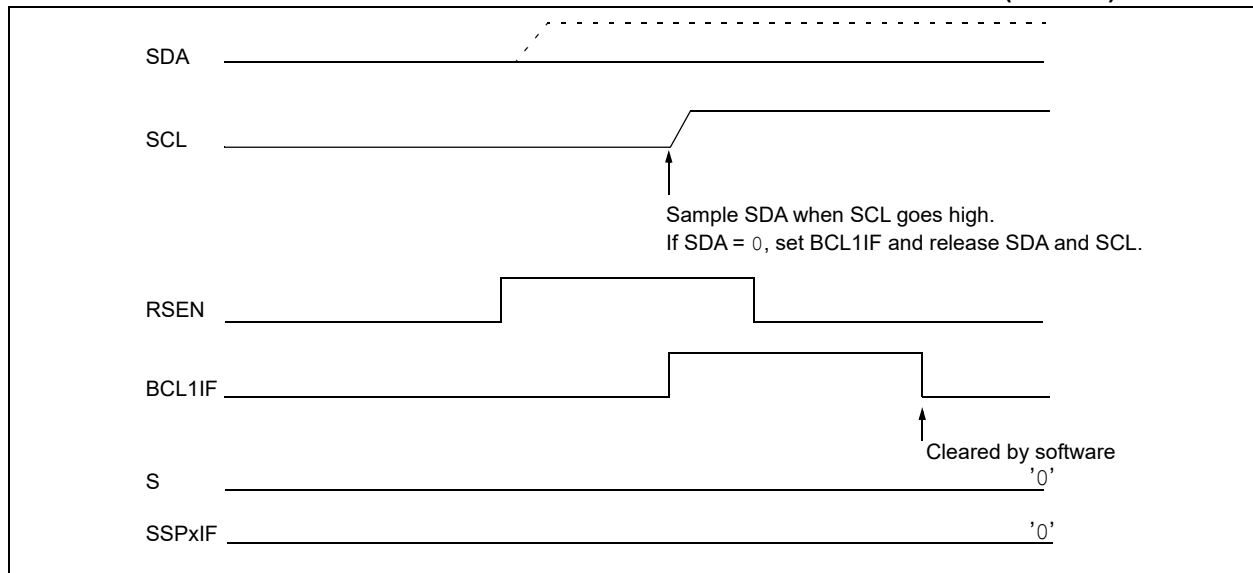 SDA
SCL
Sample SDA when SCL goes high.
If SDA = 0, set BCL1IF and release SDA and SCL.
RSEN
BCL1IF
Cleared by software
S '0'
SSPxIF '0'